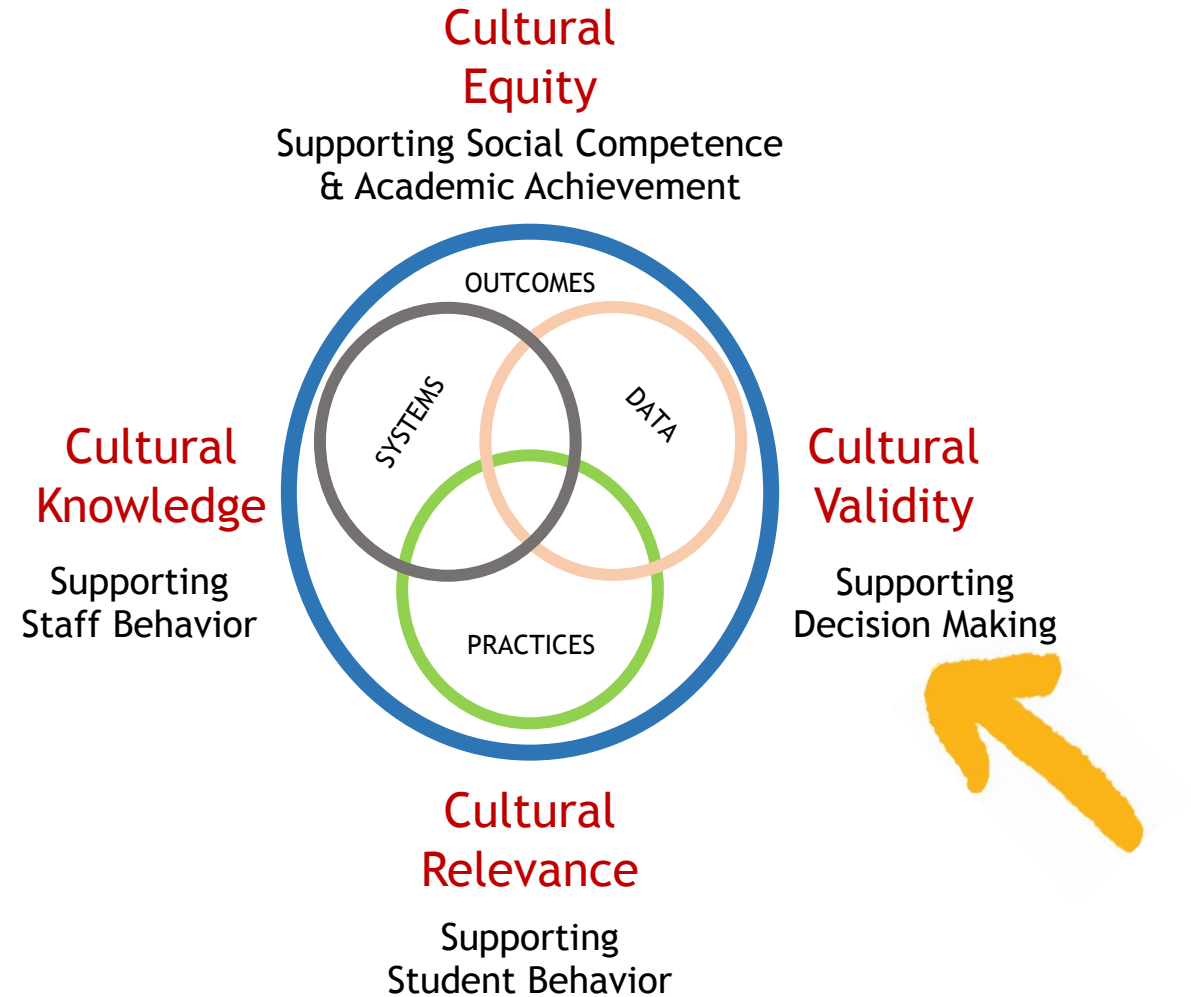 Cultural
Equity
Supporting Social Competence
& Academic Achievement
OUTCOMES
SYSTEMS
DATA
PRACTICES
Cultural
Knowledge
Supporting
Staff Behavior
Cultural
Validity
Supporting
Decision Making
Cultural
Relevance
Supporting
Student Behavior